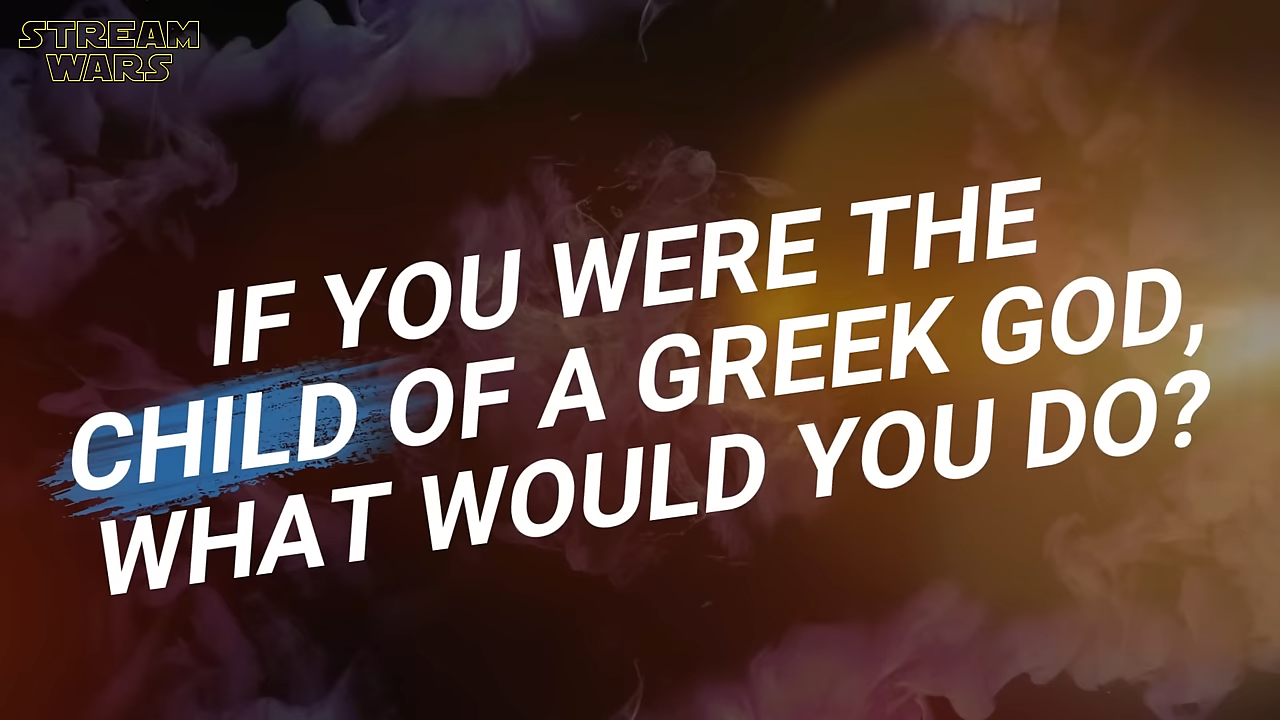 STREAM
WARS
IF YOU WERE THE
CHILD OF A GREEK GOD,
WHAT WOULD YOU DO?